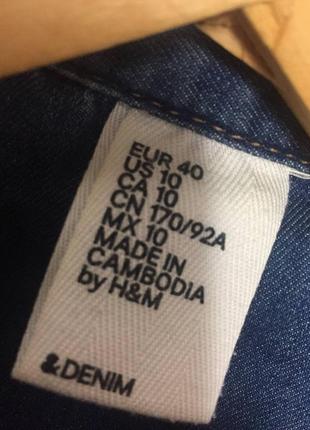 EUR 40
US 10
CA 10
CN 170/92A
MX 10
MADE IN
CAMBODIA
by H&M
&DENIM